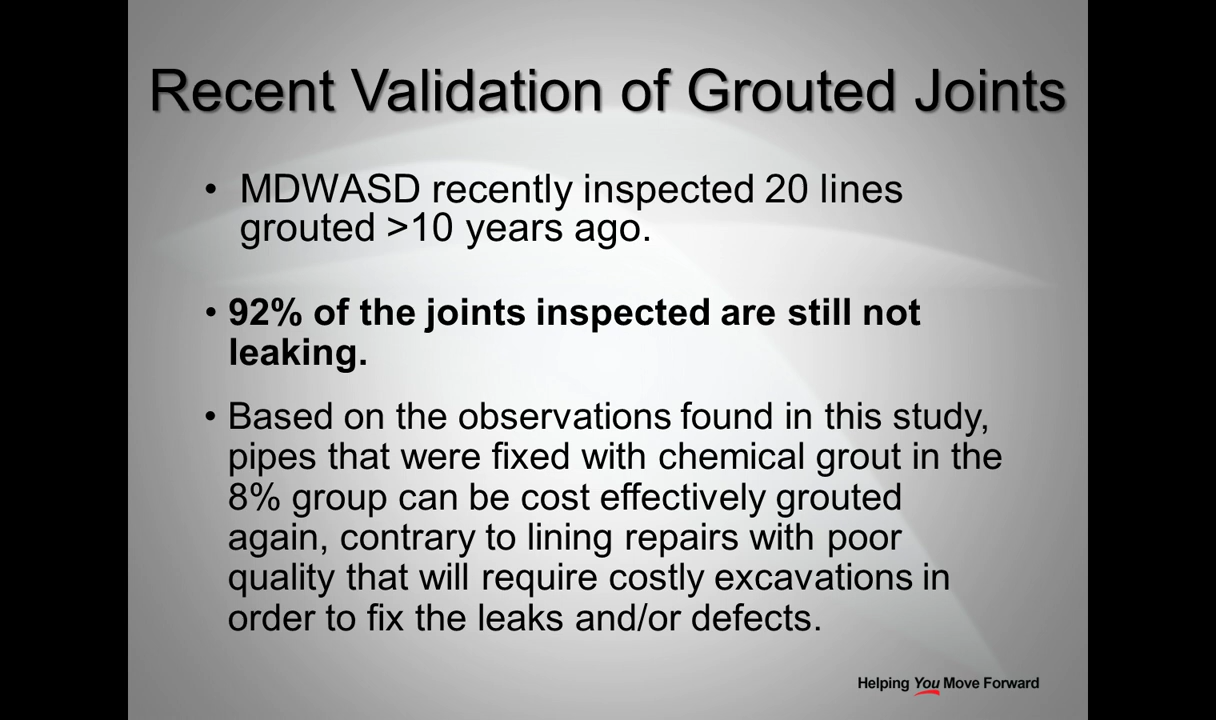 Recent Validation of Grouted Joints
• MDWASD recently inspected 20 lines
grouted >10 years ago.
• 92% of the joints inspected are still not
leaking.
• Based on the observations found in this study,
pipes that were fixed with chemical grout in the
8% group can be cost effectively grouted
again, contrary to lining repairs with poor
quality that will require costly excavations in
order to fix the leaks and/or defects.
Helping You Move Forward